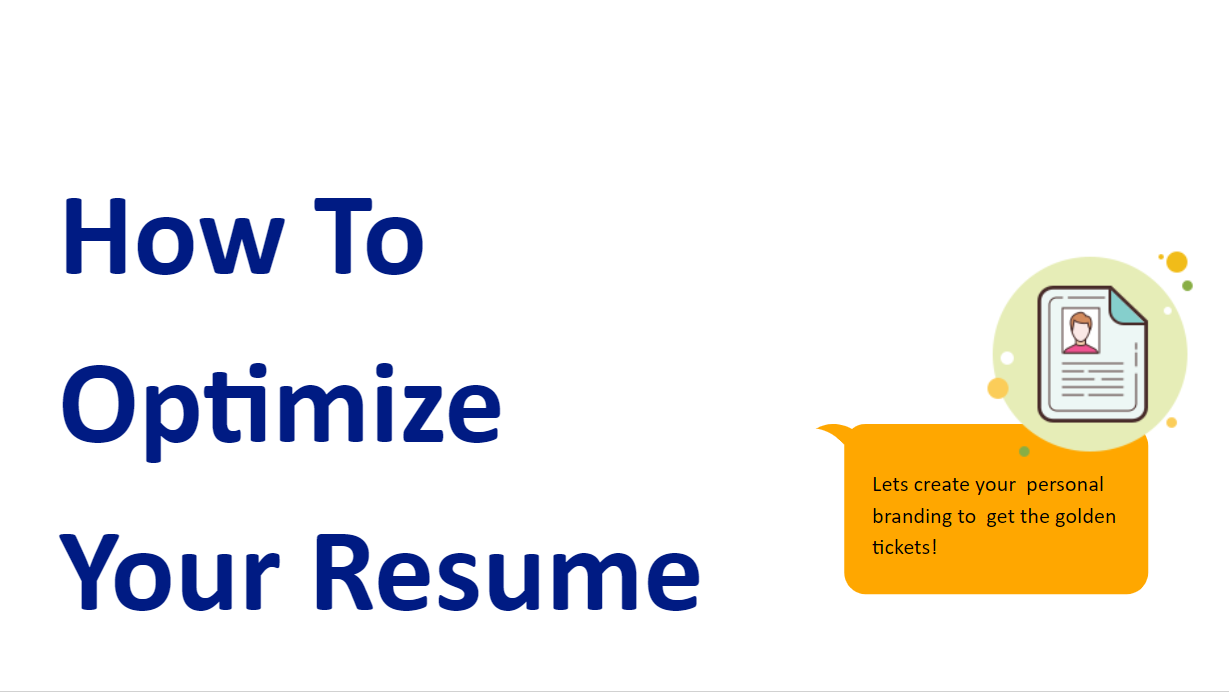 How To
Optimize
Your Resume
Lets create your  personal
branding to  get the golden
tickets!